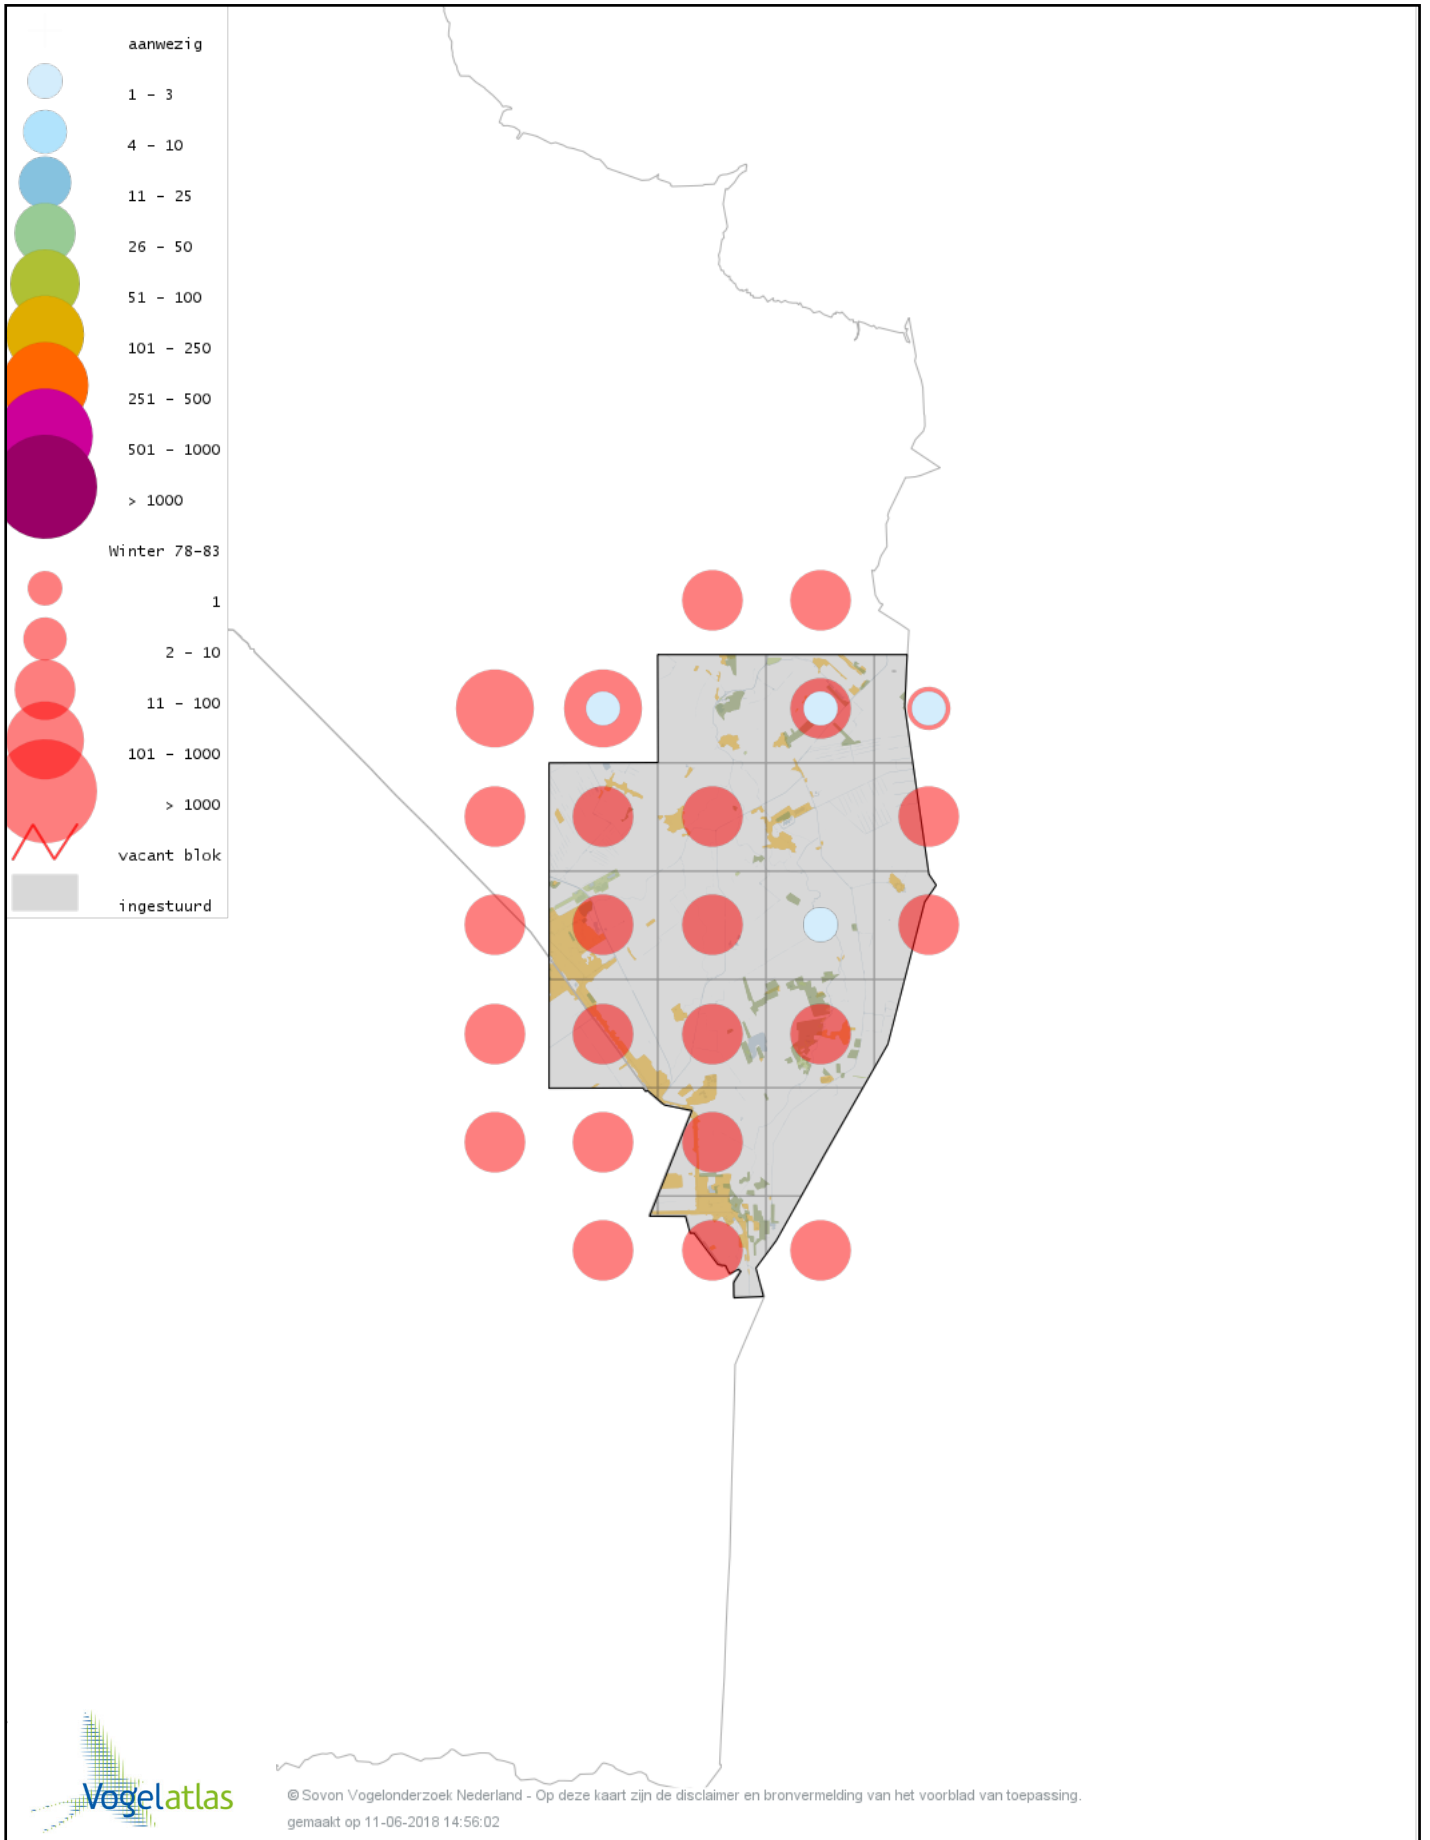 aanwezig
1 - 3
4 - 10
11 - 25
26 - 50
51 - 100
101 - 250
251 - 500
501 - 1000
> 1000
Winter 78-83
1
2 - 10
11 - 100
101 - 1000
> 1000
vacant blok
ingestuurd
Vogelatlas
© Sovon Vogelonderzoek Nederland - Op deze kaart zijn de disclaimer en bronvermelding van het voorblad van toepassing.
gemaakt op 11-06-2018 14:56:02